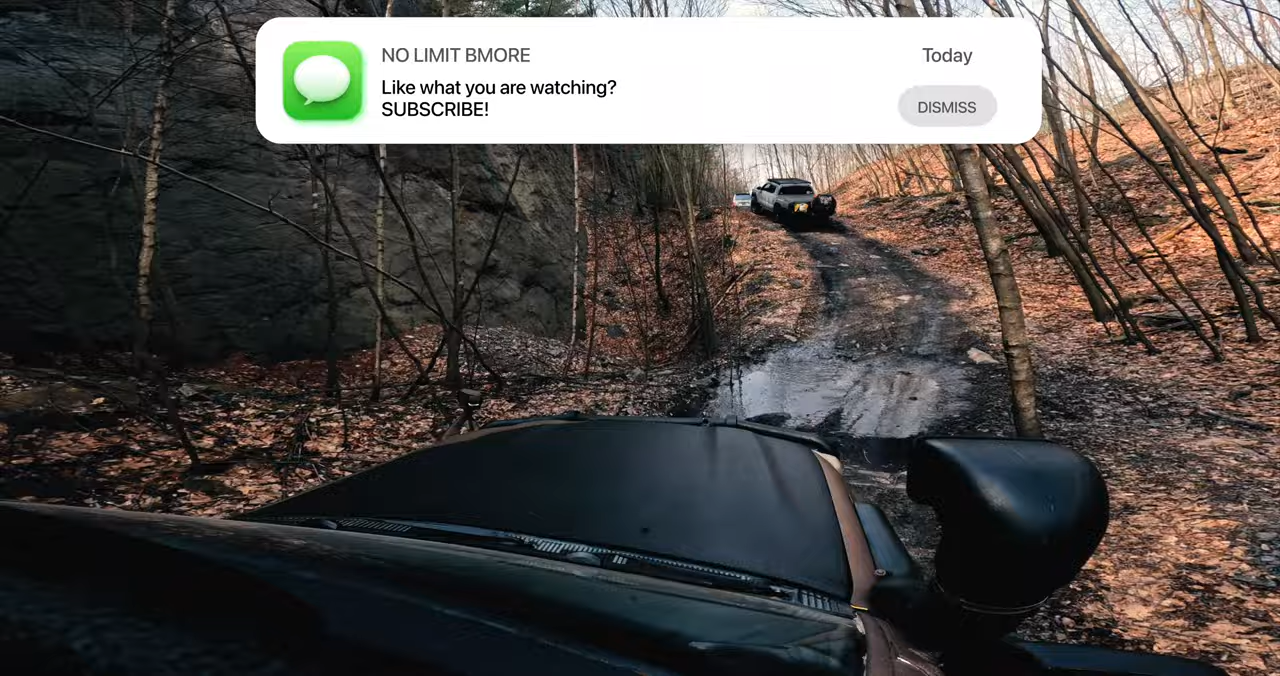 NO LIMIT BMORE
Today
Like what you are watching?
SUBSCRIBE!
DISMISS